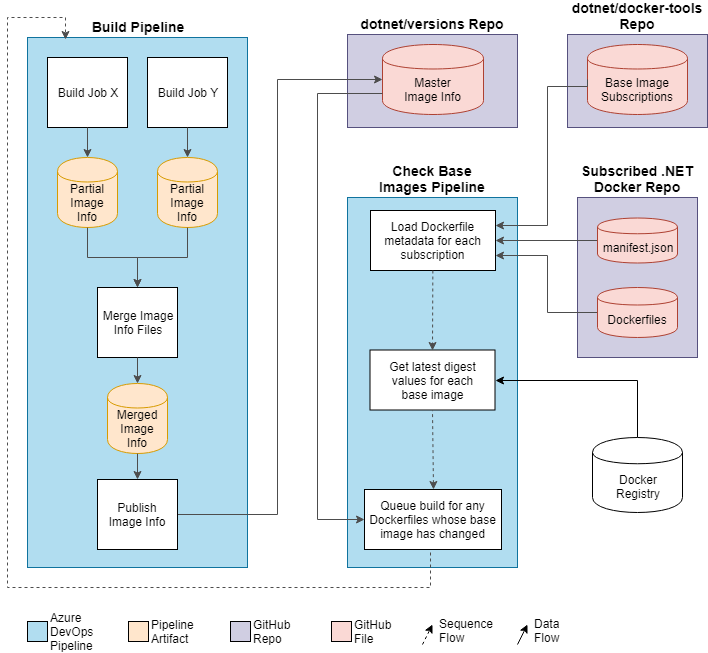 Build Pipeline
Build Job X
Build Job Y
Partial
Image
Info
Partial
Image
Info
Merge Image
Info Files
Merged
Image
Info
Publish
Image Info
dotnet/versions Repo
Master
Image Info
dotnet/docker-tools
Repo
Base Image
Subscriptions
Check Base
Images Pipeline
Load Dockerfile
metadata for each
subscription
Get latest digest
values for each
base image
Queue build for any
Dockerfiles whose base
image has changed
Subscribed .NET
Docker Repo
manifest.json
Dockerfiles
Docker
Registry
Azure
DevOps
Pipeline
Pipeline
Artifact
GitHub
Repo
GitHub
File
Sequence
Flow
Data
Flow